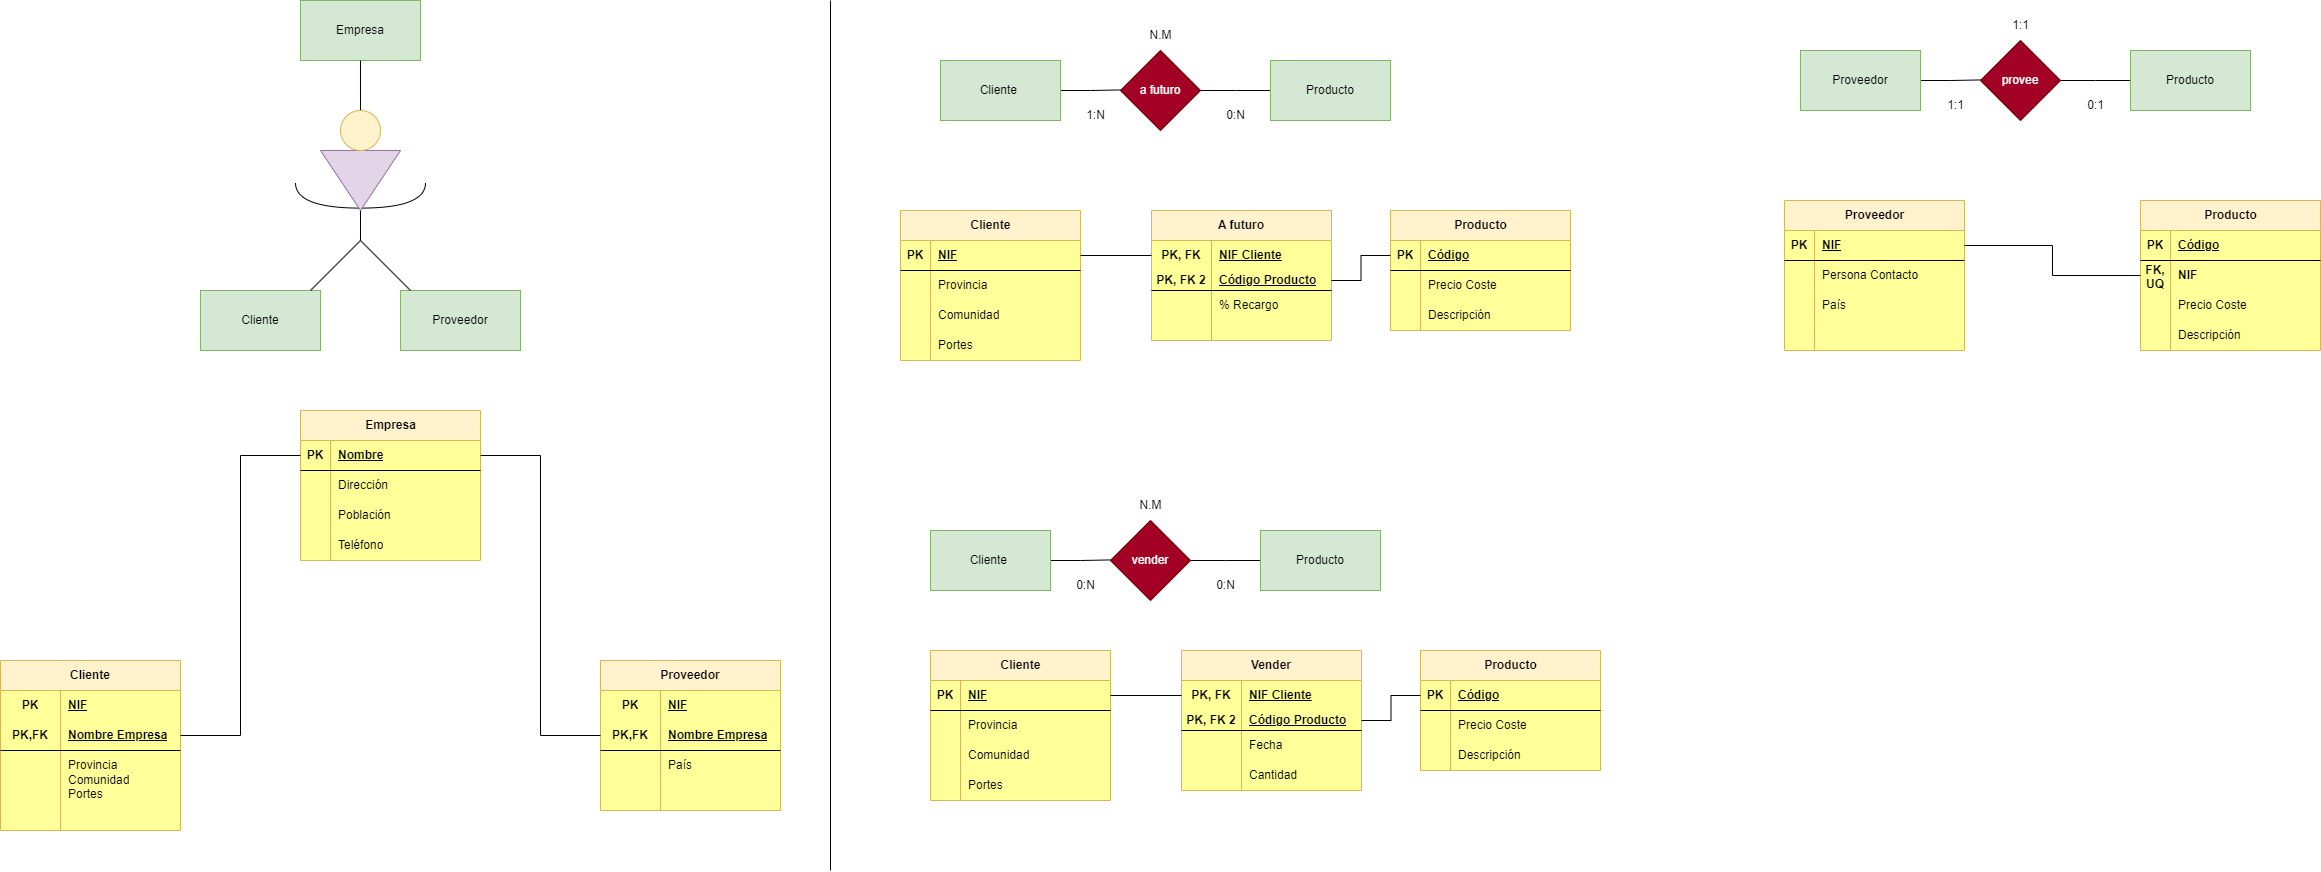 Empresa
Cliente
Proveedor
Empresa
PK Nombre
Dirección
Población
Teléfono
Cliente
PK NIF
PK,FK Nombre Empresa
Provincia
Comunidad
Portes
Proveedor
PK NIF
PK,FK Nombre Empresa
País
N.M
Cliente
a futuro
Producto
1:N
0:N
Cliente
PK NIF
Provincia
Comunidad
Portes
A futuro
PK, FK NIF Cliente
PK, FK 2 Código Producto
% Recargo
Producto
PK Código
Precio Coste
Descripción
N.M
Cliente
vender
Producto
0:N
0:N
Cliente
PK NIF
Provincia
Comunidad
Portes
Vender
PK, FK NIF Cliente
PK, FK 2 Código Producto
Fecha
Cantidad
Producto
PK Código
Precio Coste
Descripción
1:1
Proveedor
provee
Producto
1:1
0:1
Proveedor
PK NIF
Persona Contacto
País
Producto
PK Código
FK,
UQ
NIF
Precio Coste
Descripción